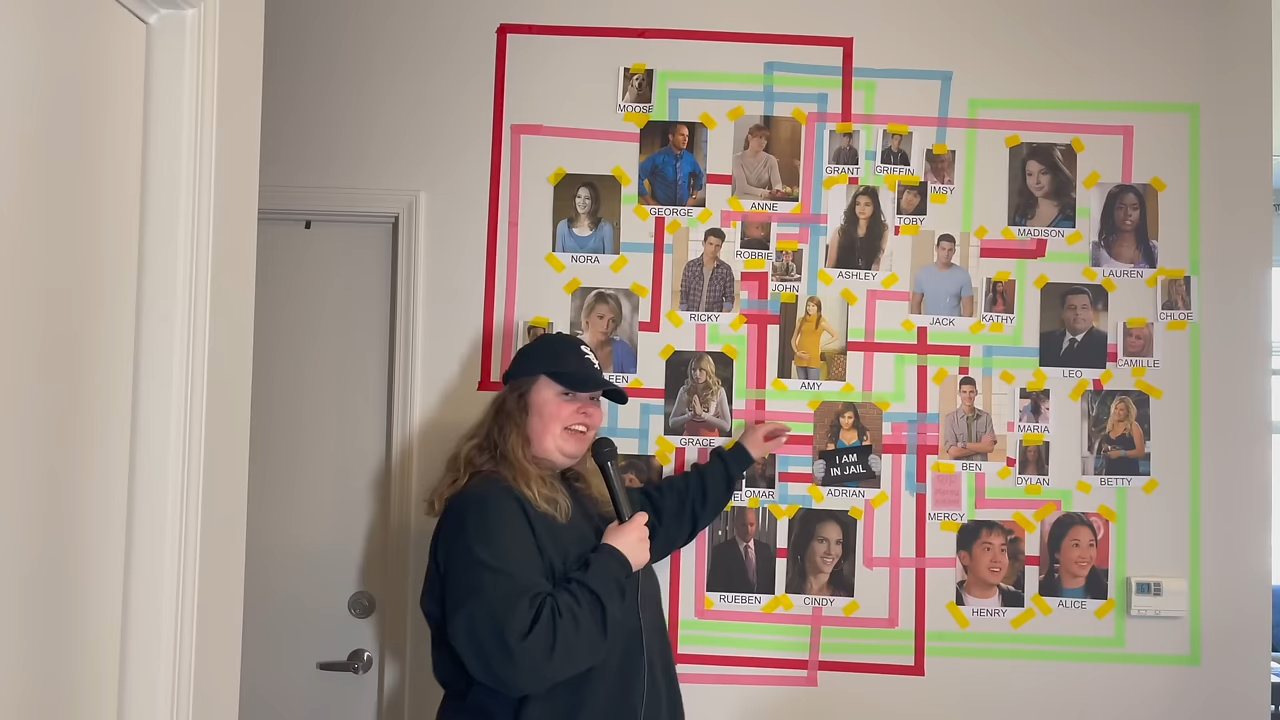 MOOSE
GEORGE
ANNE
GRANT
GRIFFIN
IMSY
TOBY
MADISON
NORA
ROBBIE
JOHN
ASHLEY
LAUREN
RICKY
JACK
KATHY
CHLOE
LEO
CAMILLE
AMY
GRACE
MARIA
I AM
IN JAIL
BEN
DYLAN
BETTY
OMAR
ADRIAN
MERCY
RUEBEN
CINDY
HENRY
ALICE